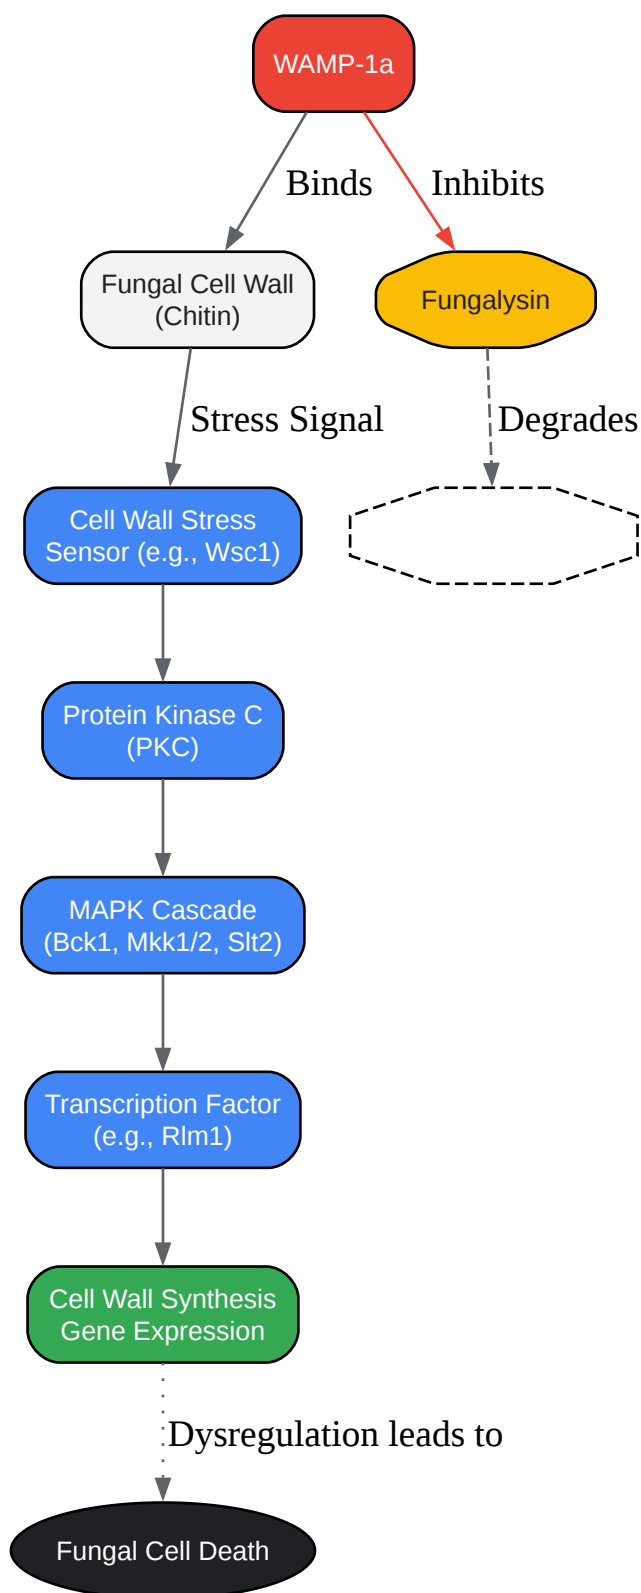 WAMP-1a
Binds
Inhibits
Fungal Cell Wall
(Chitin)
Fungalysin
Stress Signal
Degrades
Cell Wall Stress
Sensor (e.g., Wsc1)
Protein Kinase C
(PKC)
MAPK Cascade
(Bck1, Mkk1/2, Slt2)
Transcription Factor
(e.g., Rlm1)
Cell Wall Synthesis
Gene Expression
Dysregulation leads to
Fungal Cell Death